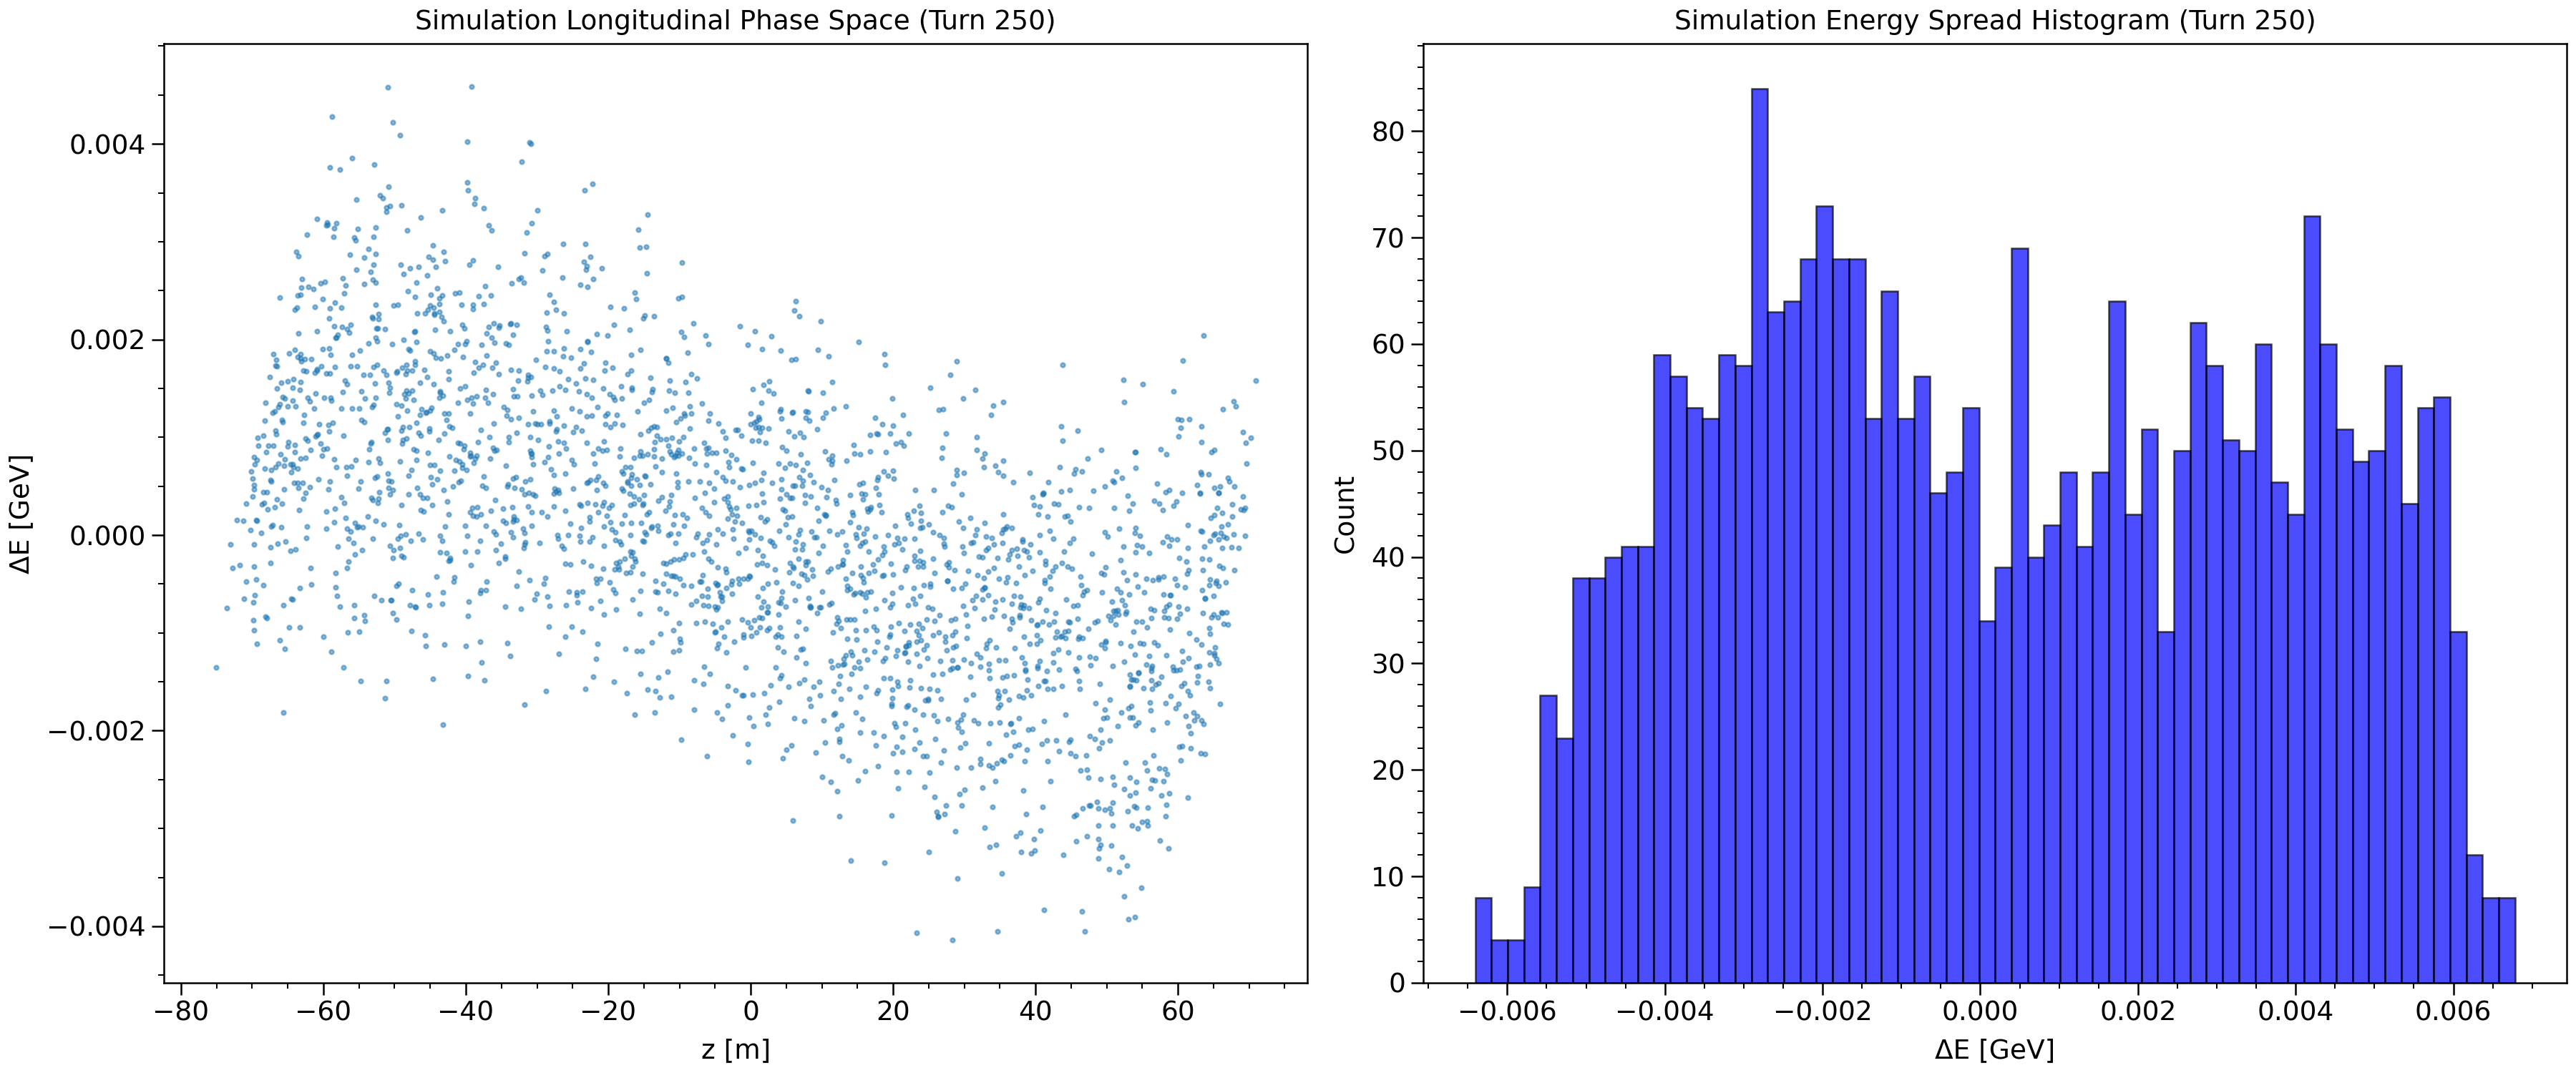 Simulation Longitudinal Phase Space (Turn 250)
ΔE [GeV]
0.004
0.002
0.000
−0.002
−0.004
−80 −60 −40 −20 0 20 40 60
z [m]
Simulation Energy Spread Histogram (Turn 250)
Count
80
70
60
50
40
30
20
10
0
−0.006 −0.004 −0.002 0.000 0.002 0.004 0.006
ΔE [GeV]